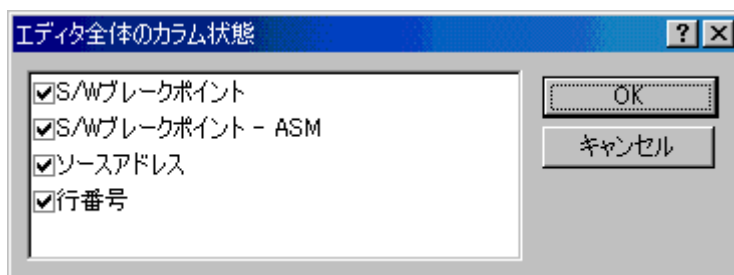 エディタ全体のカラム状態
S/Wブレークポイント
S/Wブレークポイント - ASM
ソースアドレス
行番号
OK
キャンセル